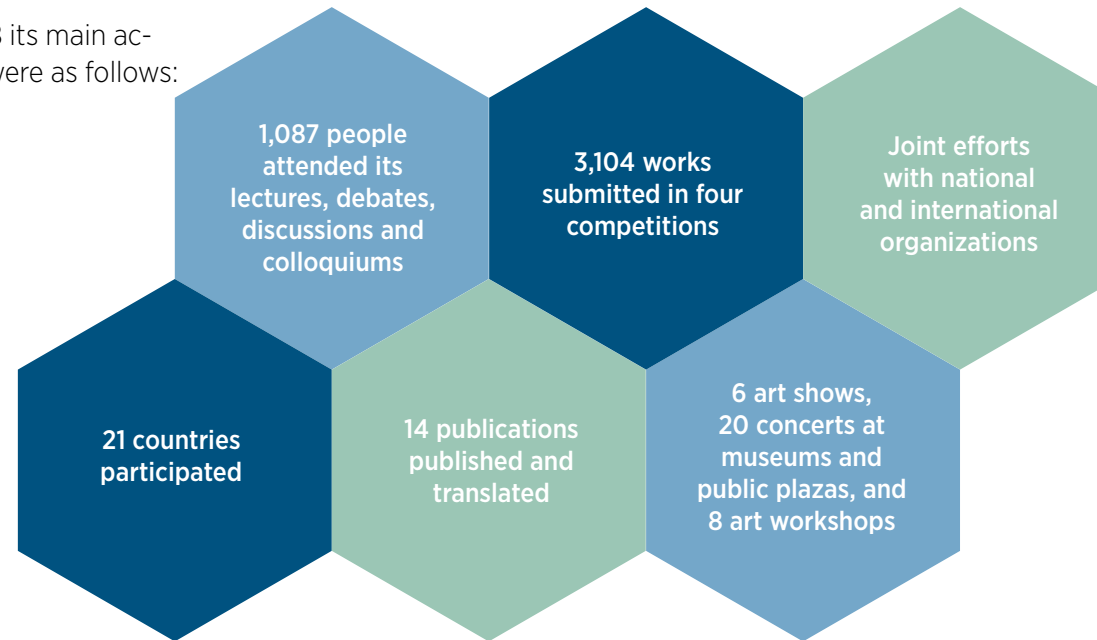 3 its main ac-
were as follows:
1,087 people
attended its
lectures, debates,
discussions and
colloquiums
3,104 works
submitted in four
competitions
Joint efforts
with national
and international
organizations
21 countries
participated
14 publications
published and
translated
6 art shows,
20 concerts at
museums and
public plazas, and
8 art workshops